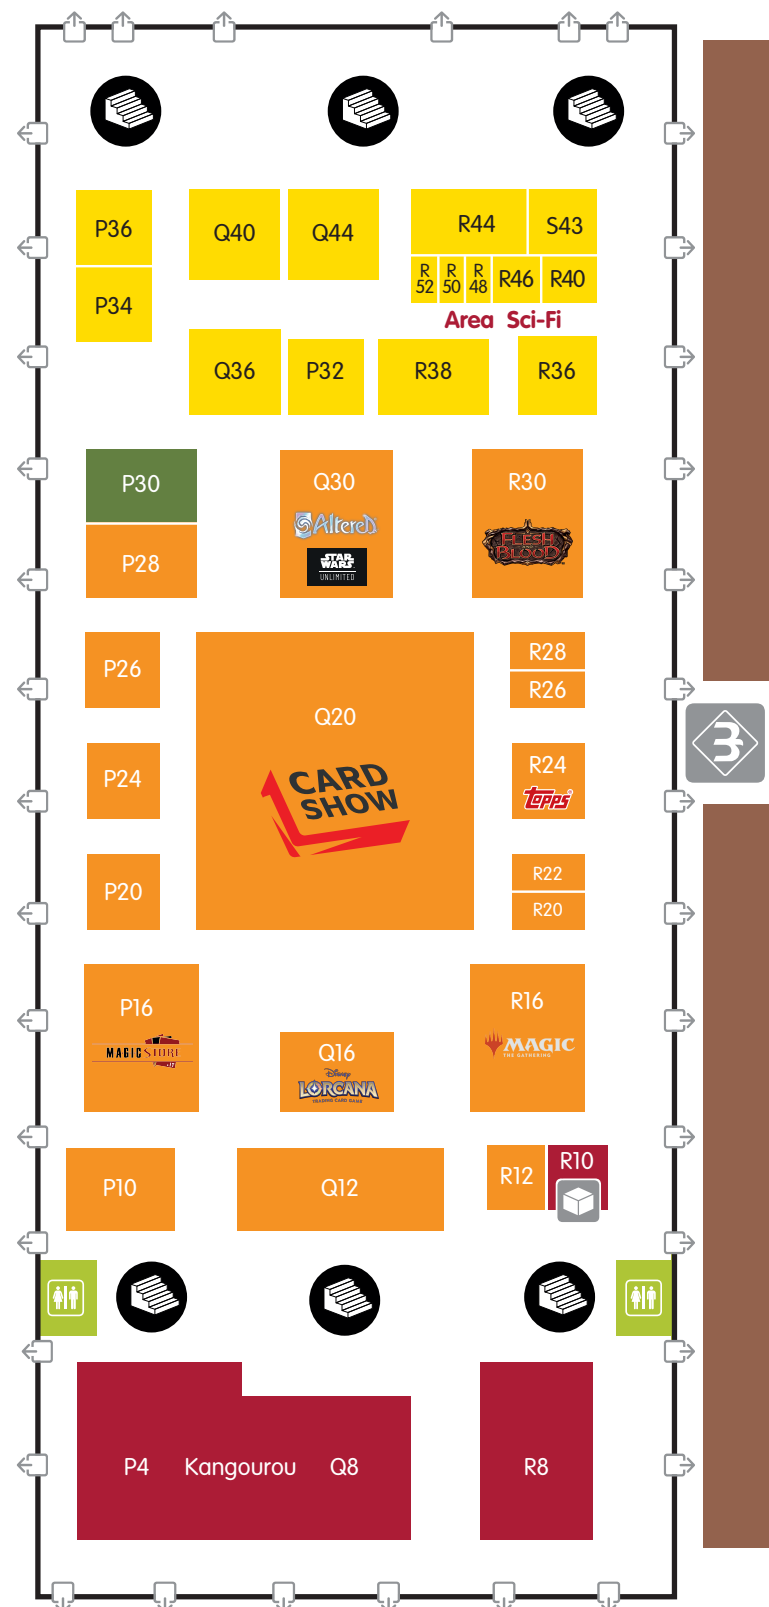 P36
Q40
Q44
R44
S43
R
52
R
50
R
48
R46
R40
P34
Area Sci-Fi
Q36
P32
R38
R36
P30
Q30
Altered
STAR
WARS
UNLIMITED
R30
FLESH
AND
BLOOD
P28
P26
Q20
CARD
SHOW
R28
R26
P24
R24
Topps
P20
R22
R20
P16
MAGICSTORE
Q16
Disney
LORCANA
TRADING CARD GAME
R16
MAGIC
THE GATHERING
P10
Q12
R12
R10
P4 Kangourou Q8
R8
3